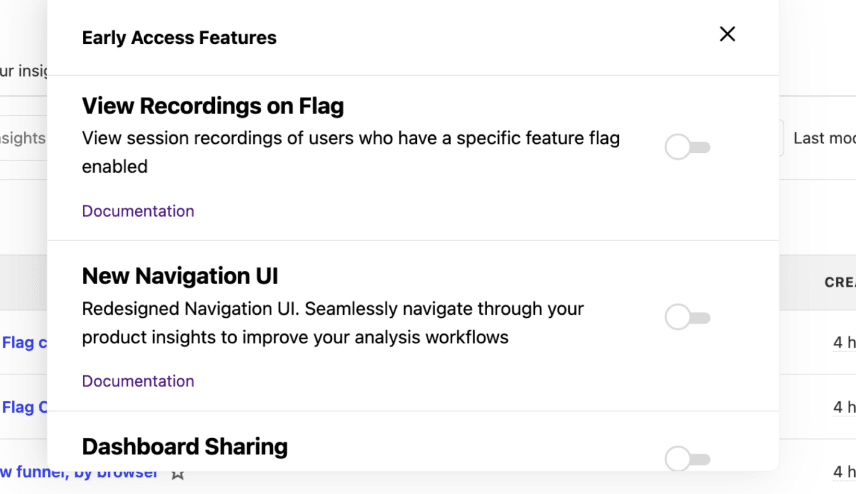 Early Access Features
ur insig
View Recordings on Flag
View session recordings of users who have a specific feature flag
enabled
sights
Last mo
Documentation
New Navigation UI
CREA
Redesigned Navigation UI. Seamlessly navigate through your
product insights to improve your analysis workflows
Flag c
4 h
Documentation
Flag C
4 h
Dashboard Sharing
w funnel, by browser
4 h